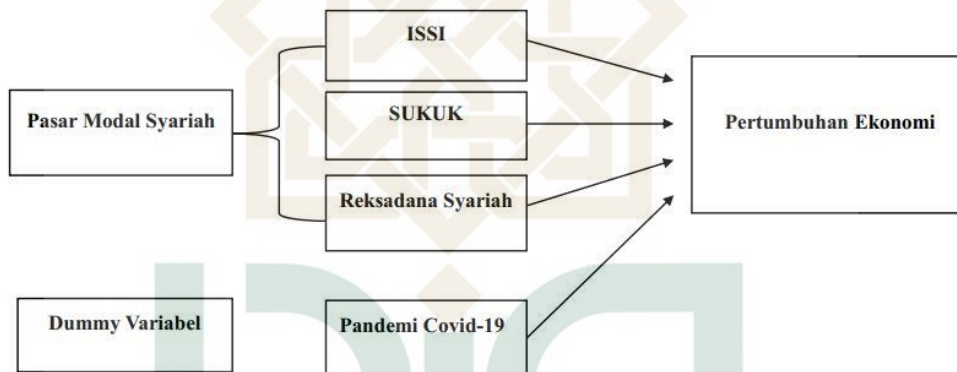 ISSI
Pasar Modal Syariah
SUKUK
Pertumbuhan Ekonomi
Reksadana Syariah
Dummy Variabel
Pandemi Covid-19